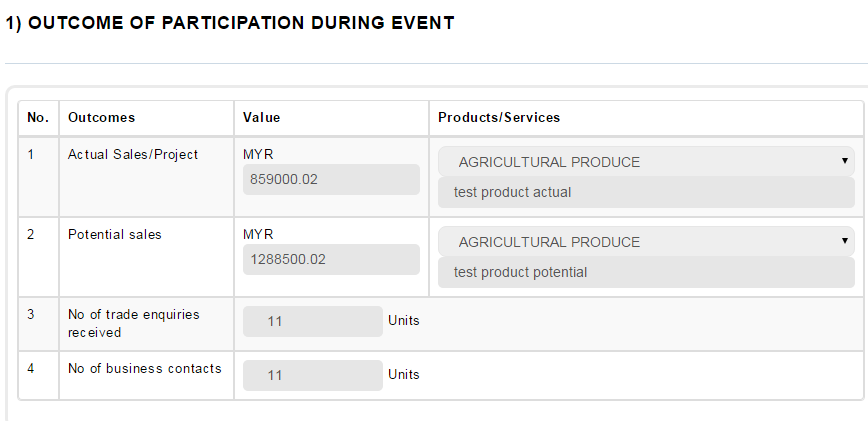 1) OUTCOME OF PARTICIPATION DURING EVENT
No. Outcomes Value Products/Services
1 Actual Sales/Project MYR AGRICULTURAL PRODUCE
859000.02 test product actual
2 Potential sales MYR AGRICULTURAL PRODUCE
1288500.02 test product potential
3 No of trade enquiries 11 Units
received
4 No of business contacts 11 Units